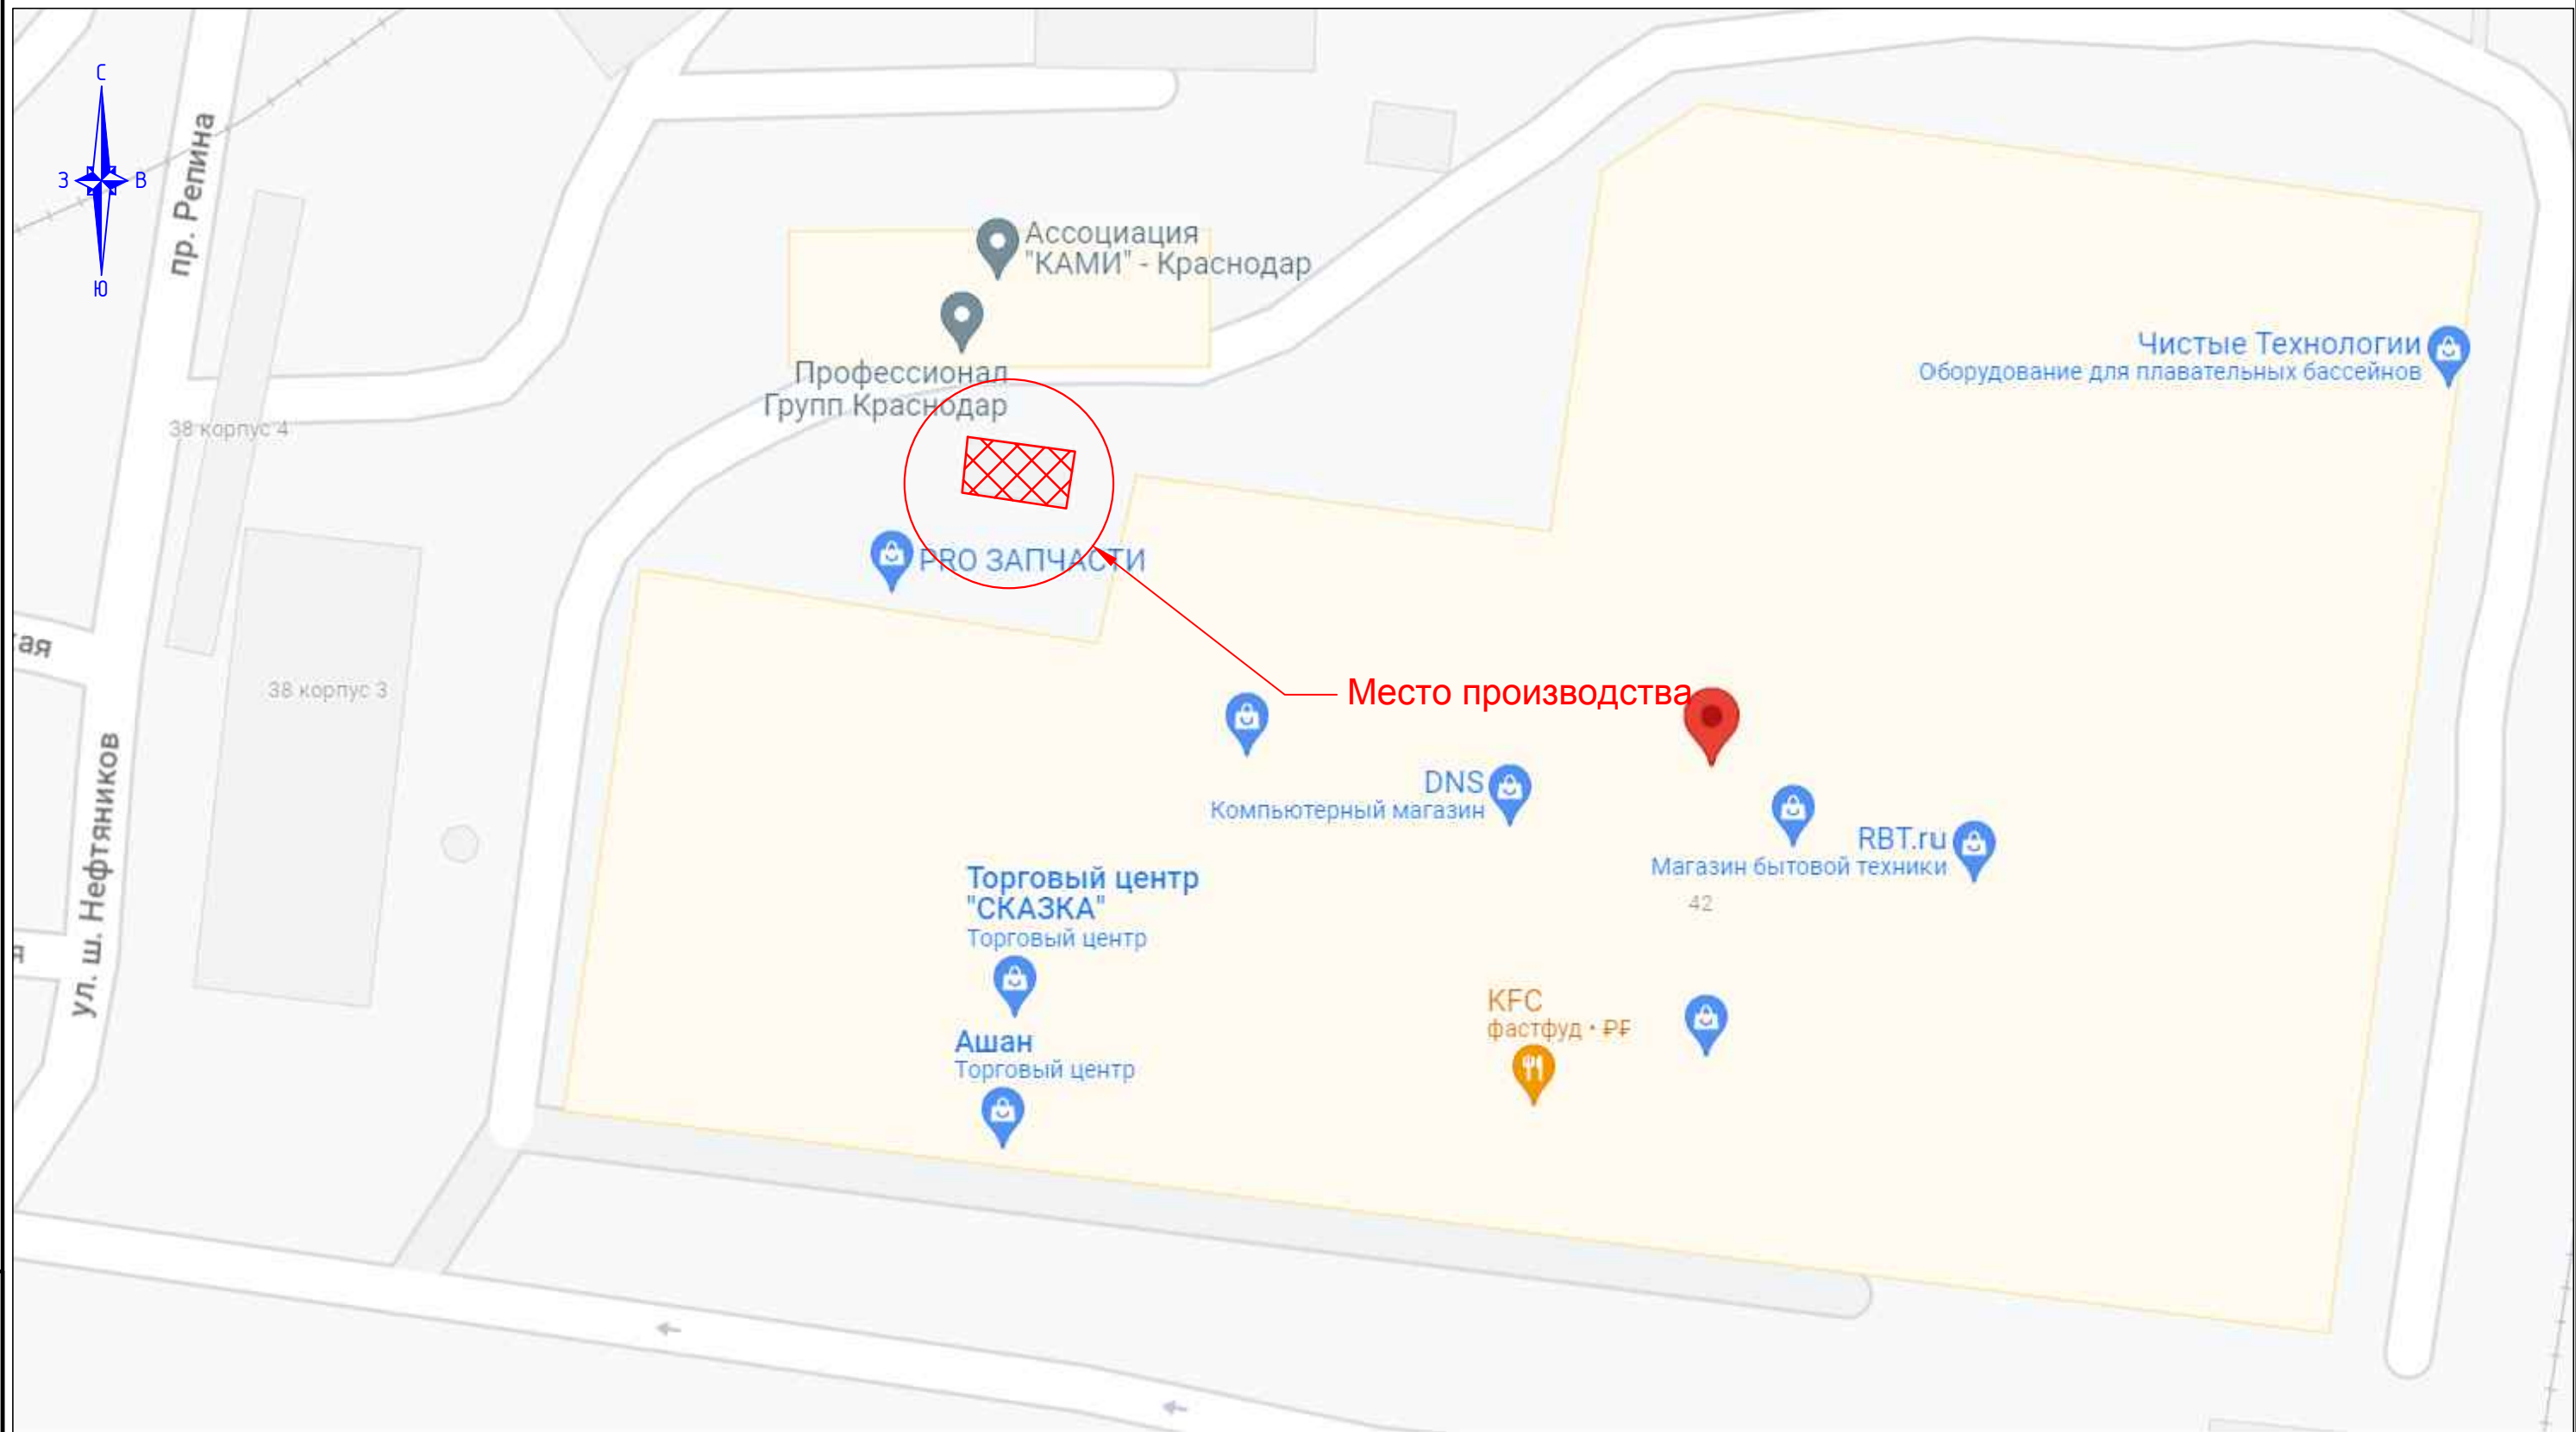 С
З
В
Ю
пр. Репина
Ассоциация
"КАМИ" - Краснодар
Профессионал
Групп Краснодар
Чистые Технологии
Оборудование для плавательных бассейнов
38 корпус 4
PRO ЗАПЧАСТИ
ая
38 корпус 3
Место производства
ул. ш. Нефтяников
DNS
Компьютерный магазин
RBT.ru
Магазин бытовой техники
42
Торговый центр
"СКАЗКА"
Торговый центр
я
KFC
фастфуд • ₽₽
Ашан
Торговый центр